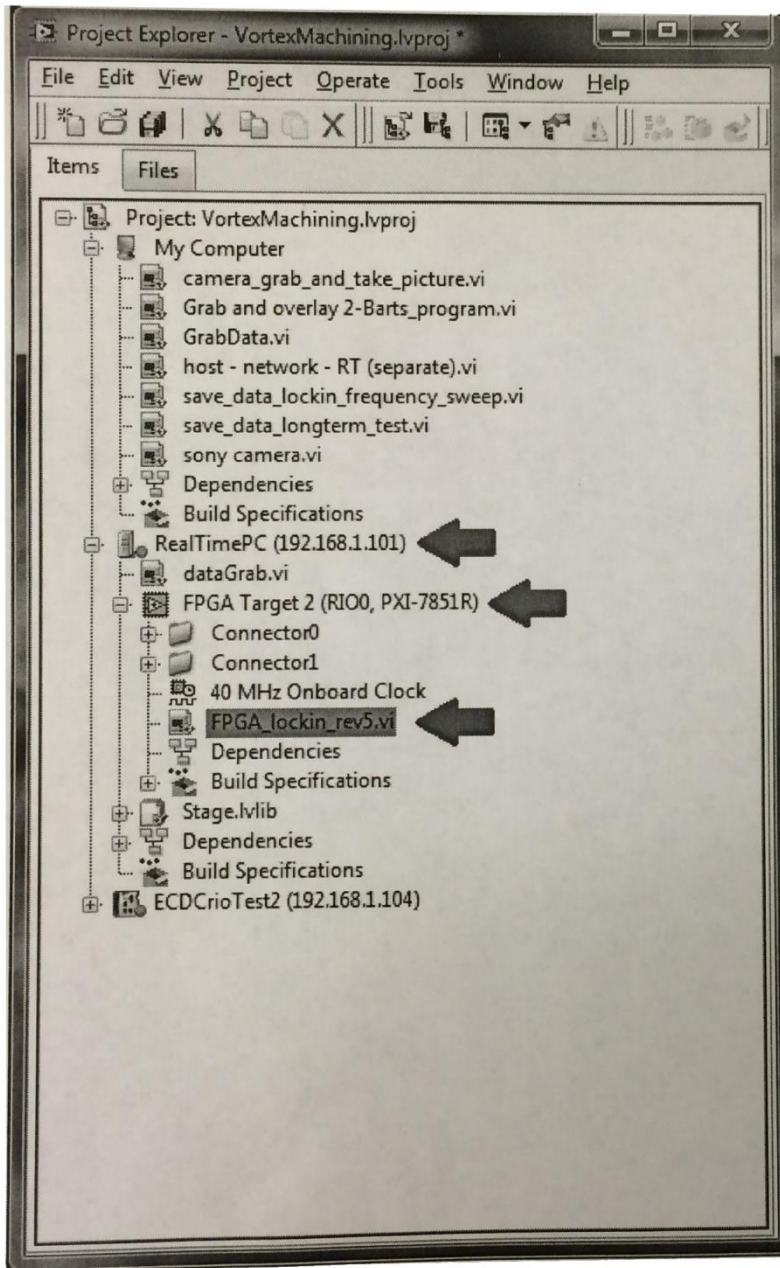 Project Explorer - VortexMachining.lvproj *
File Edit View Project Operate Tools Window Help
Items Files
Project: VortexMachining.lvproj
My Computer
camera_grab_and_take_picture.vi
Grab and overlay 2-Barts_program.vi
GrabData.vi
host - network - RT (separate).vi
save_data_lockin_frequency_sweep.vi
save_data_longterm_test.vi
sony camera.vi
Dependencies
Build Specifications
RealTimePC (192.168.1.101)
dataGrab.vi
FPGA Target 2 (RIO0, PXI-7851R)
Connector0
Connector1
40 MHz Onboard Clock
FPGA_lockin_rev5.vi
Dependencies
Build Specifications
Stage.lvlib
Dependencies
Build Specifications
ECDCrioTest2 (192.168.1.104)